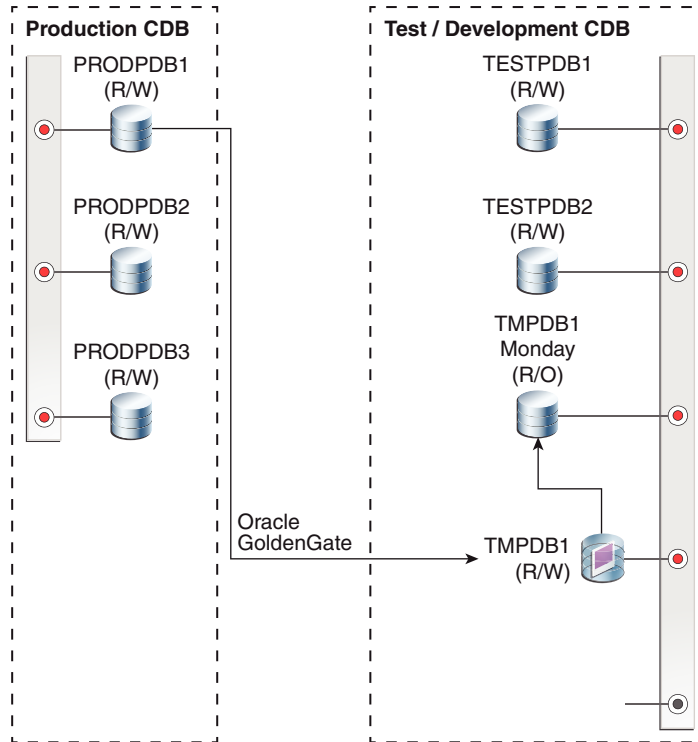 Production CDB
PRODPDB1
(R/W)
PRODPDB2
(R/W)
PRODPDB3
(R/W)
Oracle
GoldenGate
Test / Development CDB
TESTPDB1
(R/W)
TESTPDB2
(R/W)
TMPDB1
Monday
(R/O)
TMPDB1
(R/W)